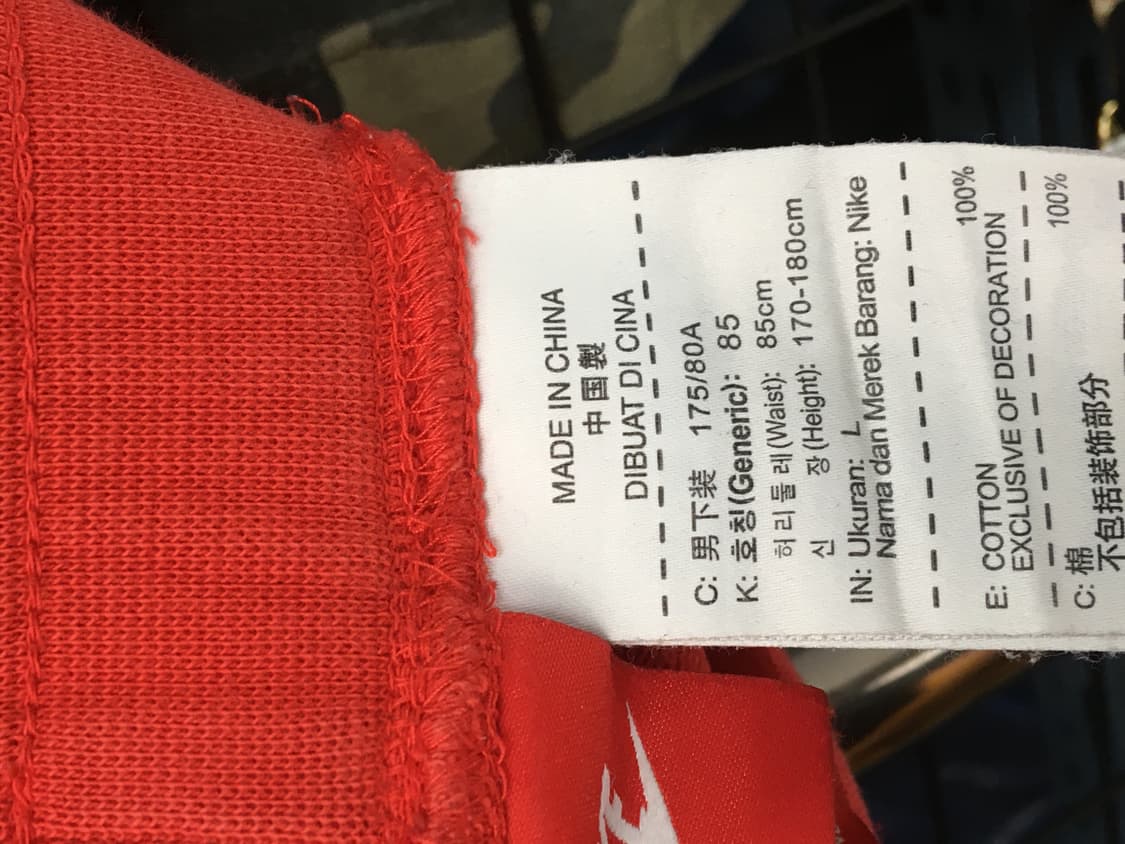 MADE IN CHINA
中国製
DIBUAT DI CINA
C: 男下装 175/80A
K: 호칭(Generic): 85
허리둘레(Waist): 85cm
신 장(Height): 170-180cm
IN: Ukuran: L
Nama dan Merek Barang: Nike
E: COTTON 100%
EXCLUSIVE OF DECORATION
C: 棉 100%
不包括装饰部分